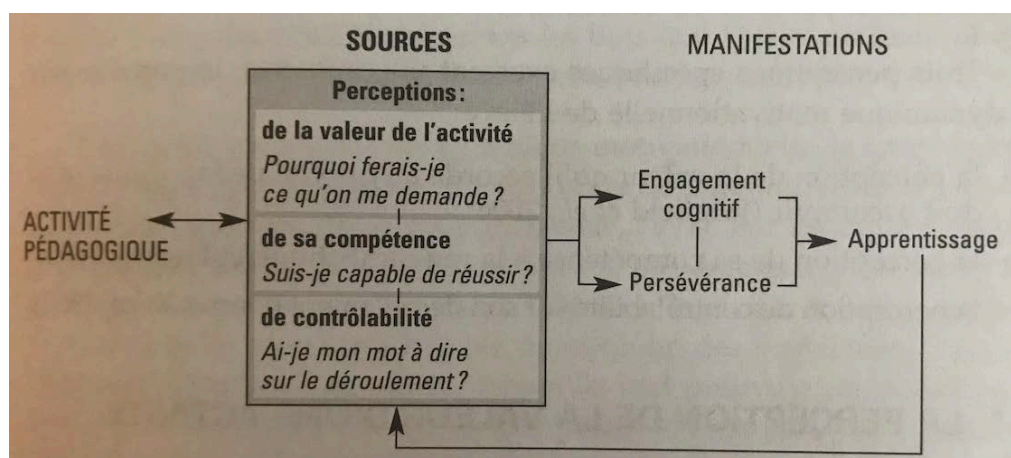 SOURCES
MANIFESTATIONS
Perceptions :
de la valeur de l'activité
Pourquoi ferais-je
ce qu'on me demande ?
de sa compétence
Suis-je capable de réussir ?
de contrôlabilité
Ai-je mon mot à dire
sur le déroulement ?
ACTIVITÉ
PÉDAGOGIQUE
Engagement
cognitif
Persévérance
Apprentissage